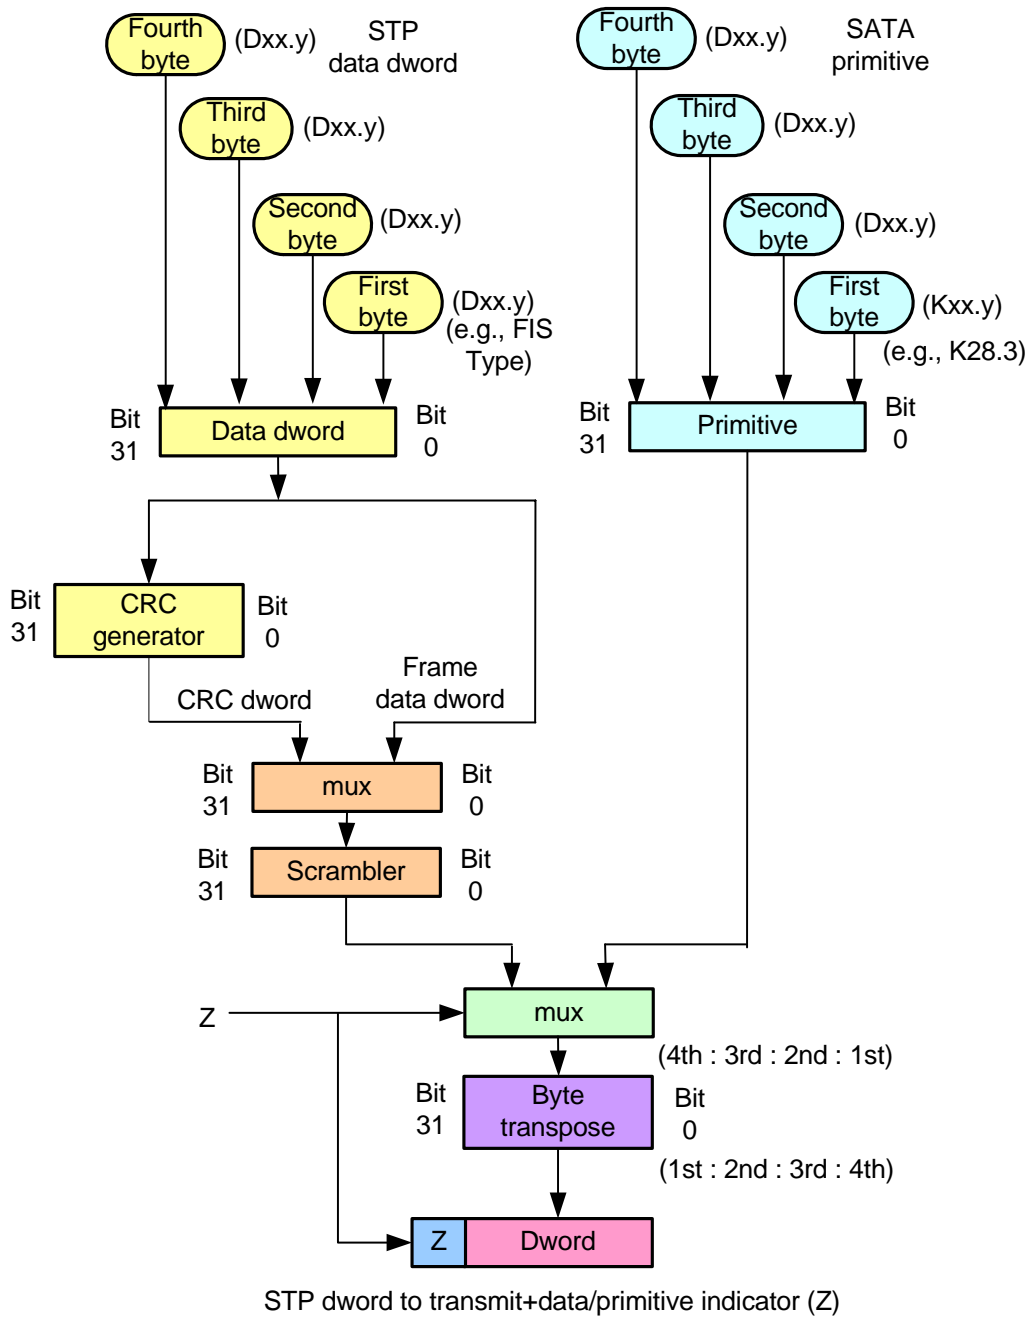 Fourth
byte
(Dxx.y)
STP
data dword
Third
byte
(Dxx.y)
Second
byte
(Dxx.y)
First
byte
(Dxx.y)
(e.g., FIS
Type)
Bit
31
Data dword
Bit
0
Fourth
byte
(Dxx.y)
SATA
primitive
Third
byte
(Dxx.y)
Second
byte
(Dxx.y)
First
byte
(Kxx.y)
(e.g., K28.3)
Bit
31
Primitive
Bit
0
Bit
31
CRC
generator
Bit
0
CRC dword
Frame
data dword
Bit
31
mux
Bit
0
Bit
31
Scrambler
Bit
0
Z
mux
(4th : 3rd : 2nd : 1st)
Bit
31
Byte
transpose
Bit
0
(1st : 2nd : 3rd : 4th)
Z
Dword
STP dword to transmit+data/primitive indicator (Z)